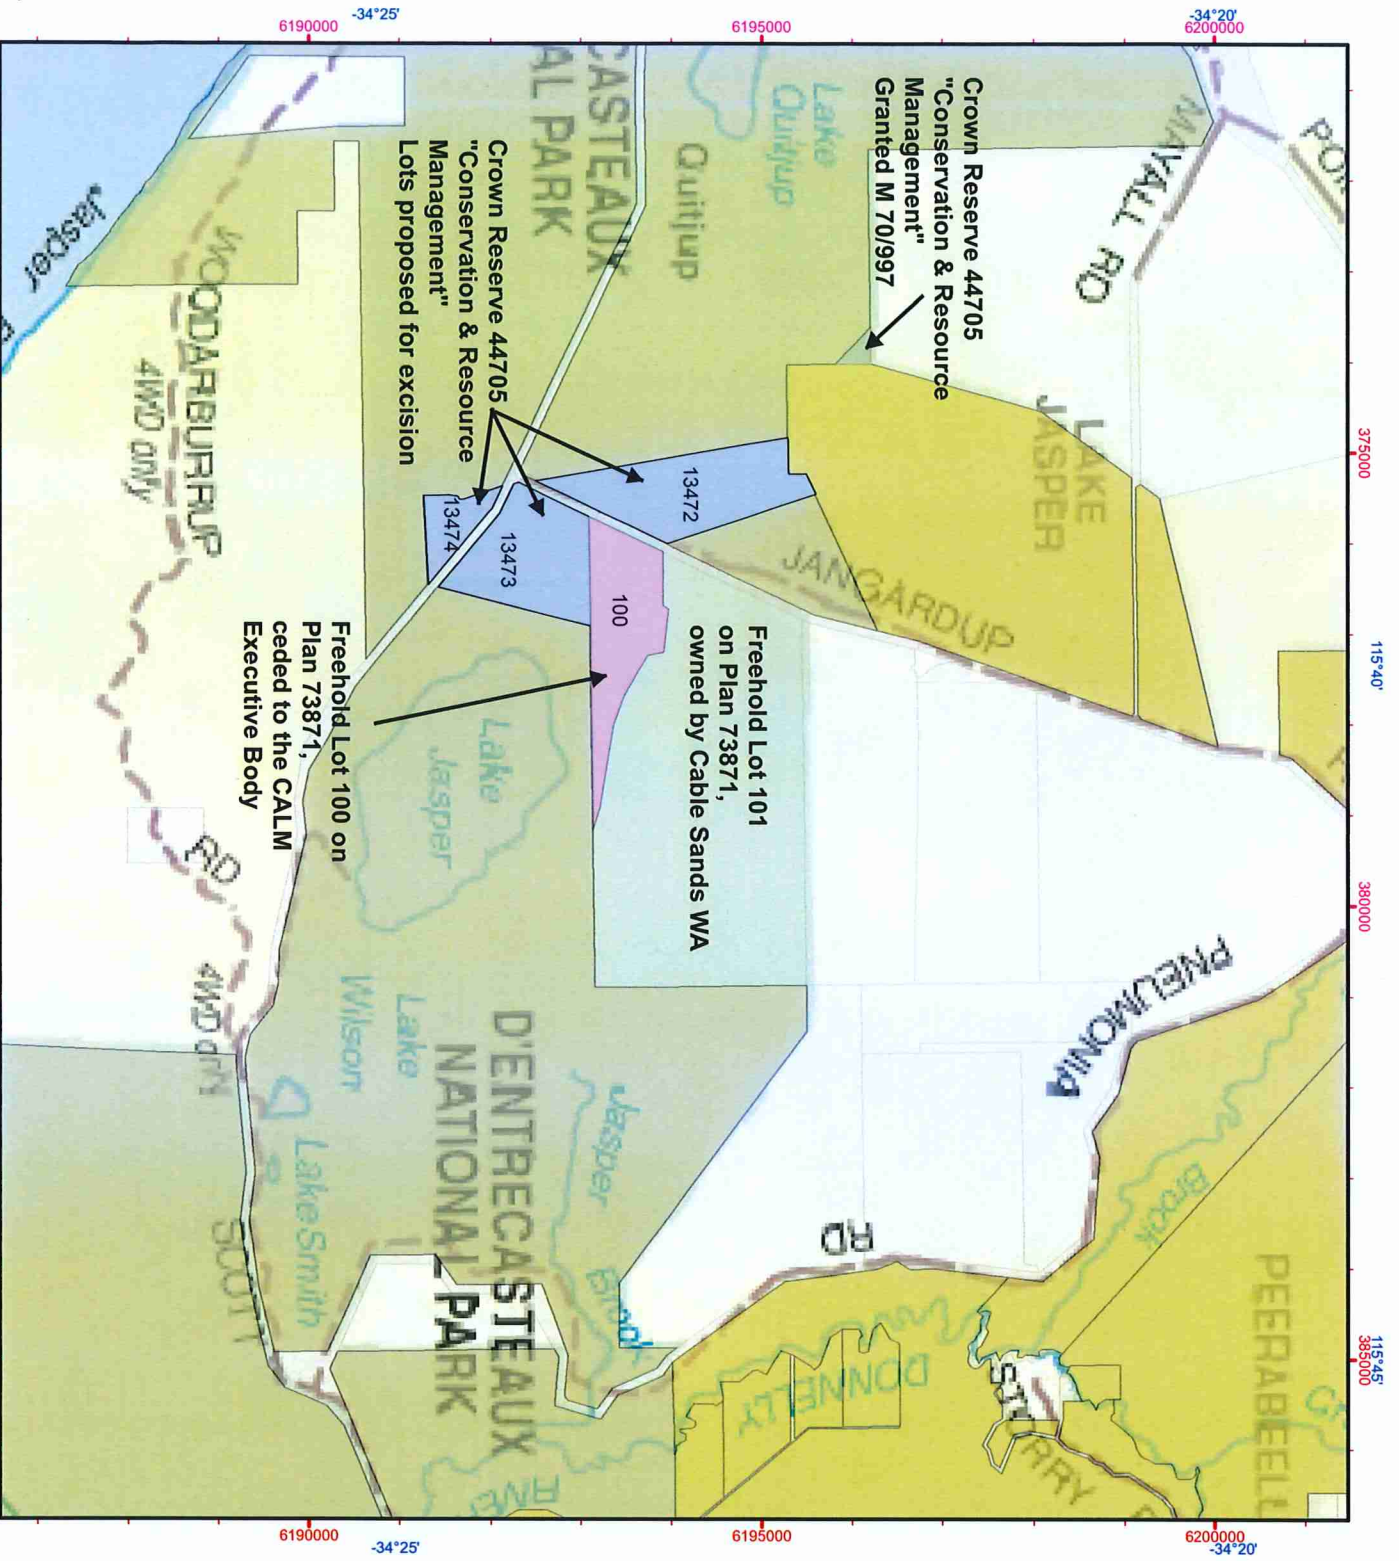 6190000
-34°25'
6195000
-34°20'
6200000
375000
115°40'
380000
115°45'
385000
6190000
-34°25'
6195000
6200000
-34°20'
Crown Reserve 44705
"Conservation & Resource
Management"
Granted M 70/997
Crown Reserve 44705
"Conservation & Resource
Management"
Lots proposed for excision
Freehold Lot 101
on Plan 73871,
owned by Cable Sands WA
Freehold Lot 100 on
Plan 73871,
ceded to the CALM
Executive Body
13472
13473
13474
100
CASTEAUX
AL PARK
Lake
Quitjup
Quitjup
MAYALL RD
LAKE
JASPER
JANGARDUP
PNEUMONIA
RD
WOODARBURRUP
4WD only
RD
4WD only
Jasper
Lake
Jasper
Lake
Wilson
Lake Smith
SCOTT
D'ENTRECASTEAUX
NATIONAL PARK
Jasper
Brook
DONNELLY
Brook
STORRY
PEERABEELL